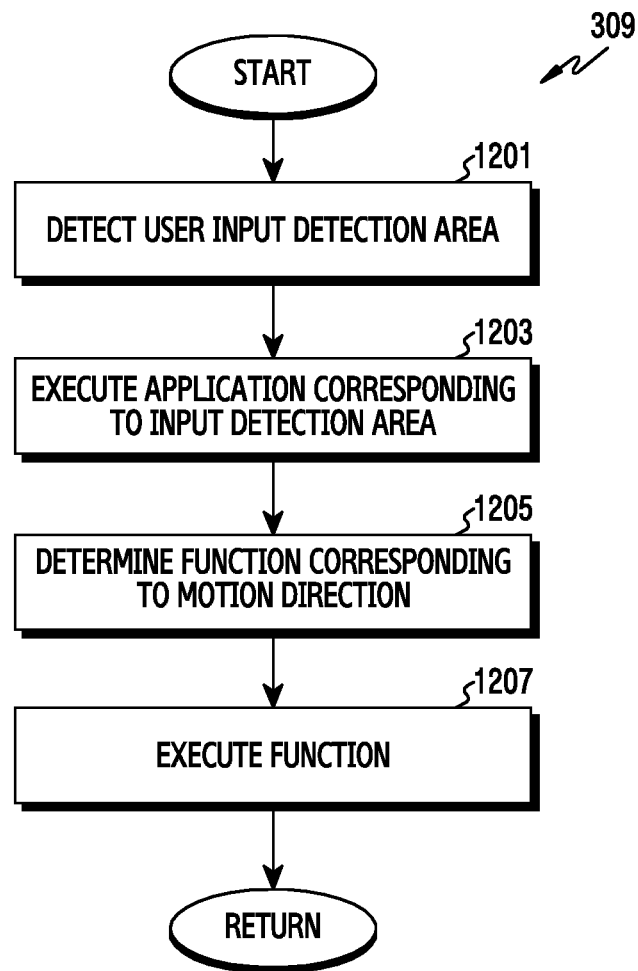 309
START
1201
DETECT USER INPUT DETECTION AREA
1203
EXECUTE APPLICATION CORRESPONDING
TO INPUT DETECTION AREA
1205
DETERMINE FUNCTION CORRESPONDING
TO MOTION DIRECTION
1207
EXECUTE FUNCTION
RETURN